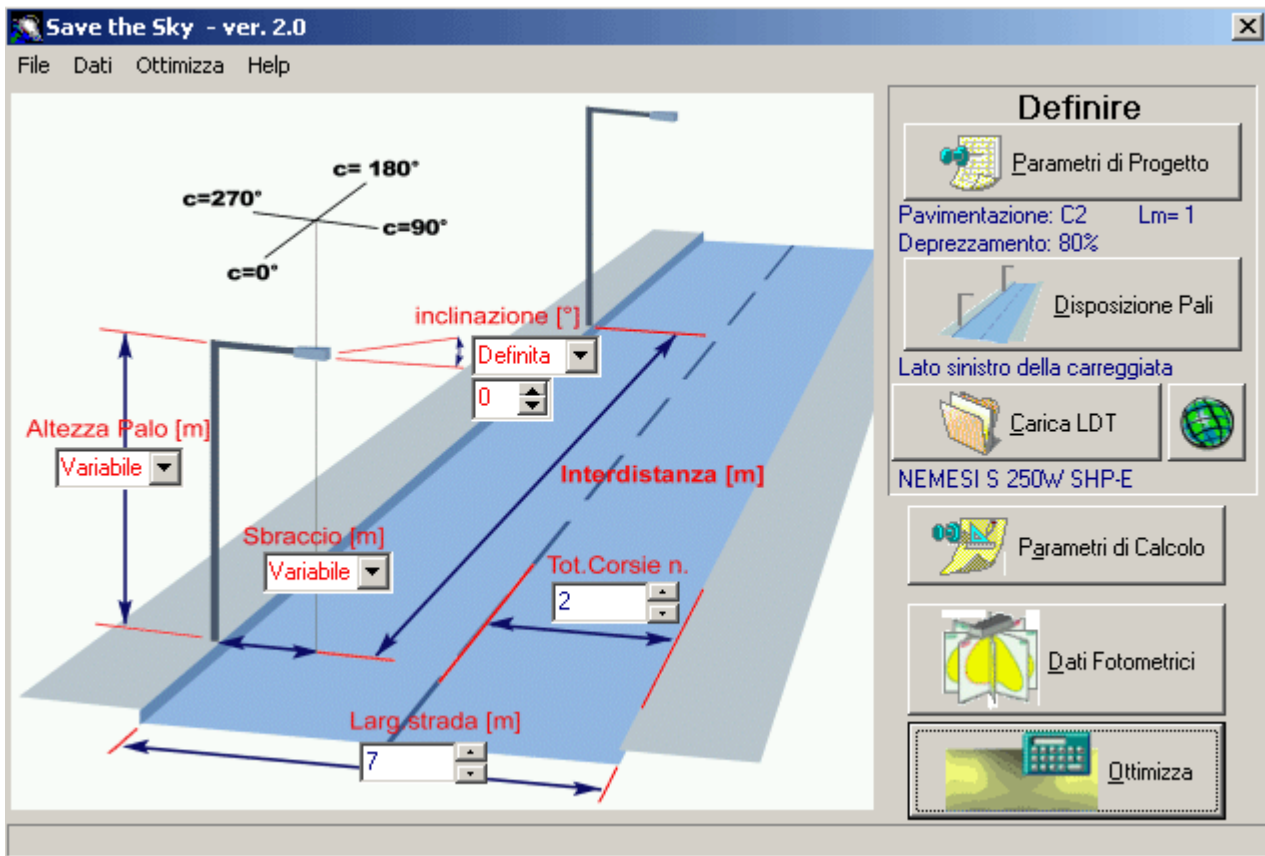 Save the Sky - ver. 2.0
File Dati Ottimizza Help
c= 180°
c=270°
c=90°
c=0°
inclinazione [°]
Definita
0
Altezza Palo [m]
Variabile
Interdistanza [m]
Sbraccio [m]
Variabile
Tot.Corsie n.
2
Larg.strada [m]
7
Definire
Parametri di Progetto
Pavimentazione: C2 Lm= 1
Deprezzamento: 80%
Disposizione Pali
Lato sinistro della carreggiata
Carica LDT
NEMESI S 250W SHP-E
Parametri di Calcolo
Dati Fotometrici
Ottimizza